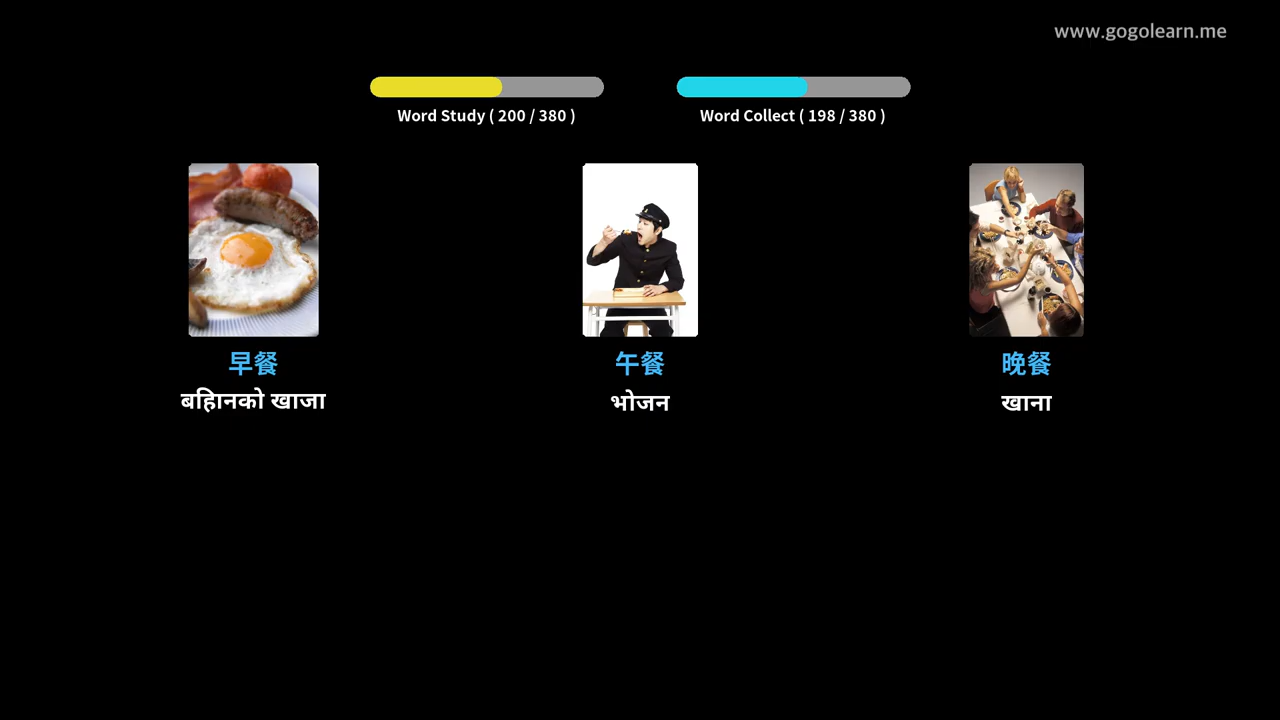 www.gogolearn.me
Word Study ( 200 / 380 )
Word Collect ( 198 / 380 )
早餐
午餐
晚餐
बहिानको खाजा
भोजन
खाना